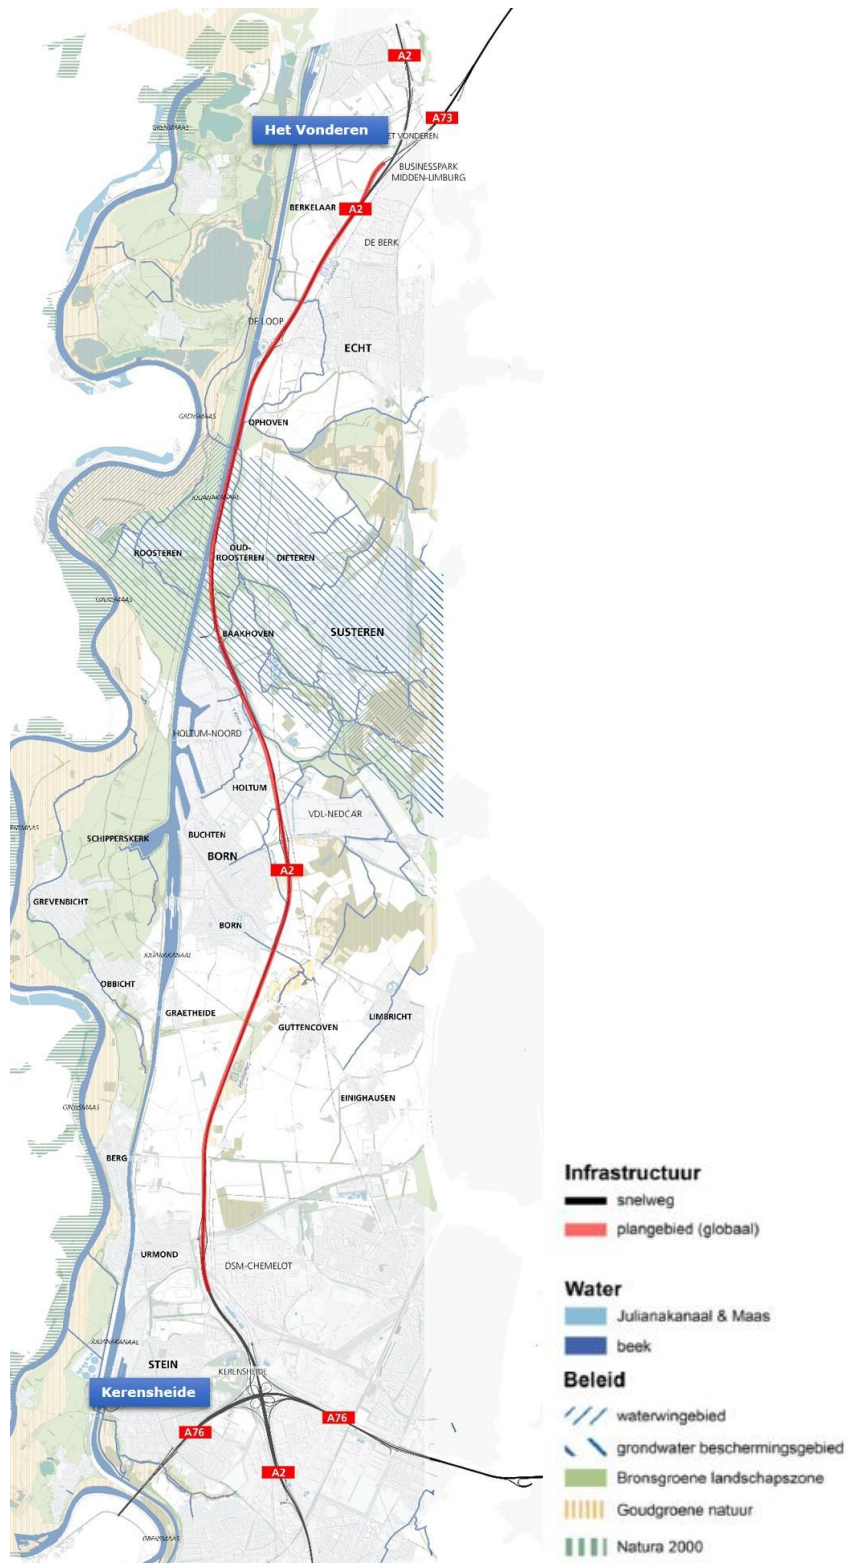 A2
A73
GRENSMAAS
Het Vonderen
ET VONDEREN
BUSINESSPARK
MIDDEN-LIMBURG
BERKELAAR
A2
DE BERK
DE LOOP
ECHT
GRENSMAAS
OPHOVEN
JULIANAKANAAL
ROOSTEREN
OUD-
ROOSTEREN
DIETEREN
GRENSMAAS
BAAKHOVEN
SUSTEREN
HOLTUM-NOORD
HOLTUM
VDL-NEDCAR
ENSMAAS
SCHIPPERSKERK
BUCHTEN
BORN
A2
GREVENBICHT
BORN
JULIANAKANAAL
OBBICHT
GRAETHEIDE
GUTTENCOVEN
LIMBRICHT
EINIGHAUSEN
GRENSMAAS
BERG
Infrastructuur
snelweg
plangebied (globaal)
URMOND
DSM-CHEMELOT
Water
Julianakanaal & Maas
beek
JULIANAKANAAL
STEIN
KERENSHEIDE
Kerensheide
Beleid
A76
A76
waterwingebied
grondwater beschermingsgebied
A2
Bronsgroene landschapszone
Goudgroene natuur
GRENSMAAS
Natura 2000